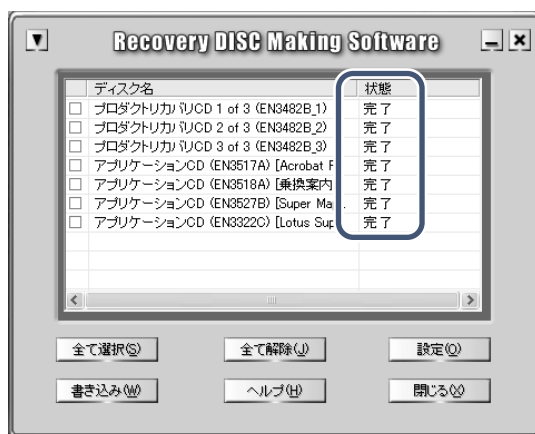 Recovery DISC Making Software
ディスク名 状態
プロダクトリカバリCD 1 of 3 (EN3482B_1) 完了
プロダクトリカバリCD 2 of 3 (EN3482B_2) 完了
プロダクトリカバリCD 3 of 3 (EN3482B_3) 完了
アプリケーションCD (EN3517A) [Acrobat 完了
アプリケーションCD (EN3518A) [乗換案内 完了
アプリケーションCD (EN3527B) [Super Map... 完了
アプリケーションCD (EN3322C) [Lotus Sup 完了
全て選択(S) 全て解除(J) 設定(O)
書き込み(W) ヘルプ(H) 閉じる(X)